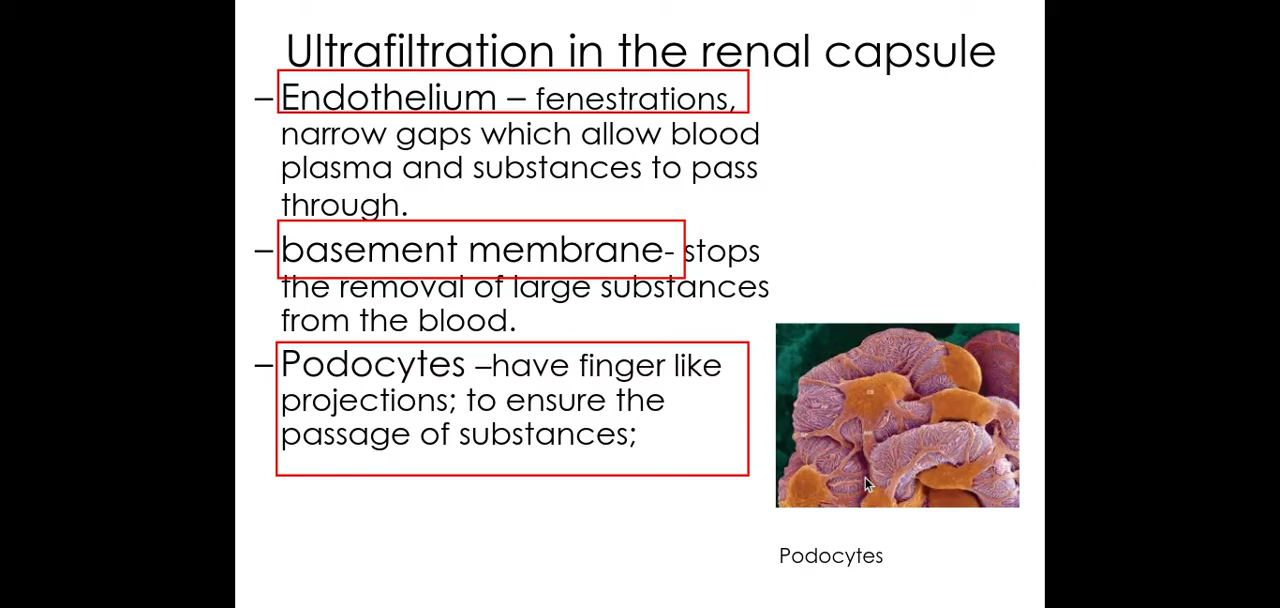 Ultrafiltration in the renal capsule
– Endothelium – fenestrations,
narrow gaps which allow blood
plasma and substances to pass
through.
– basement membrane- stops
the removal of large substances
from the blood.
– Podocytes –have finger like
projections; to ensure the
passage of substances;
Podocytes